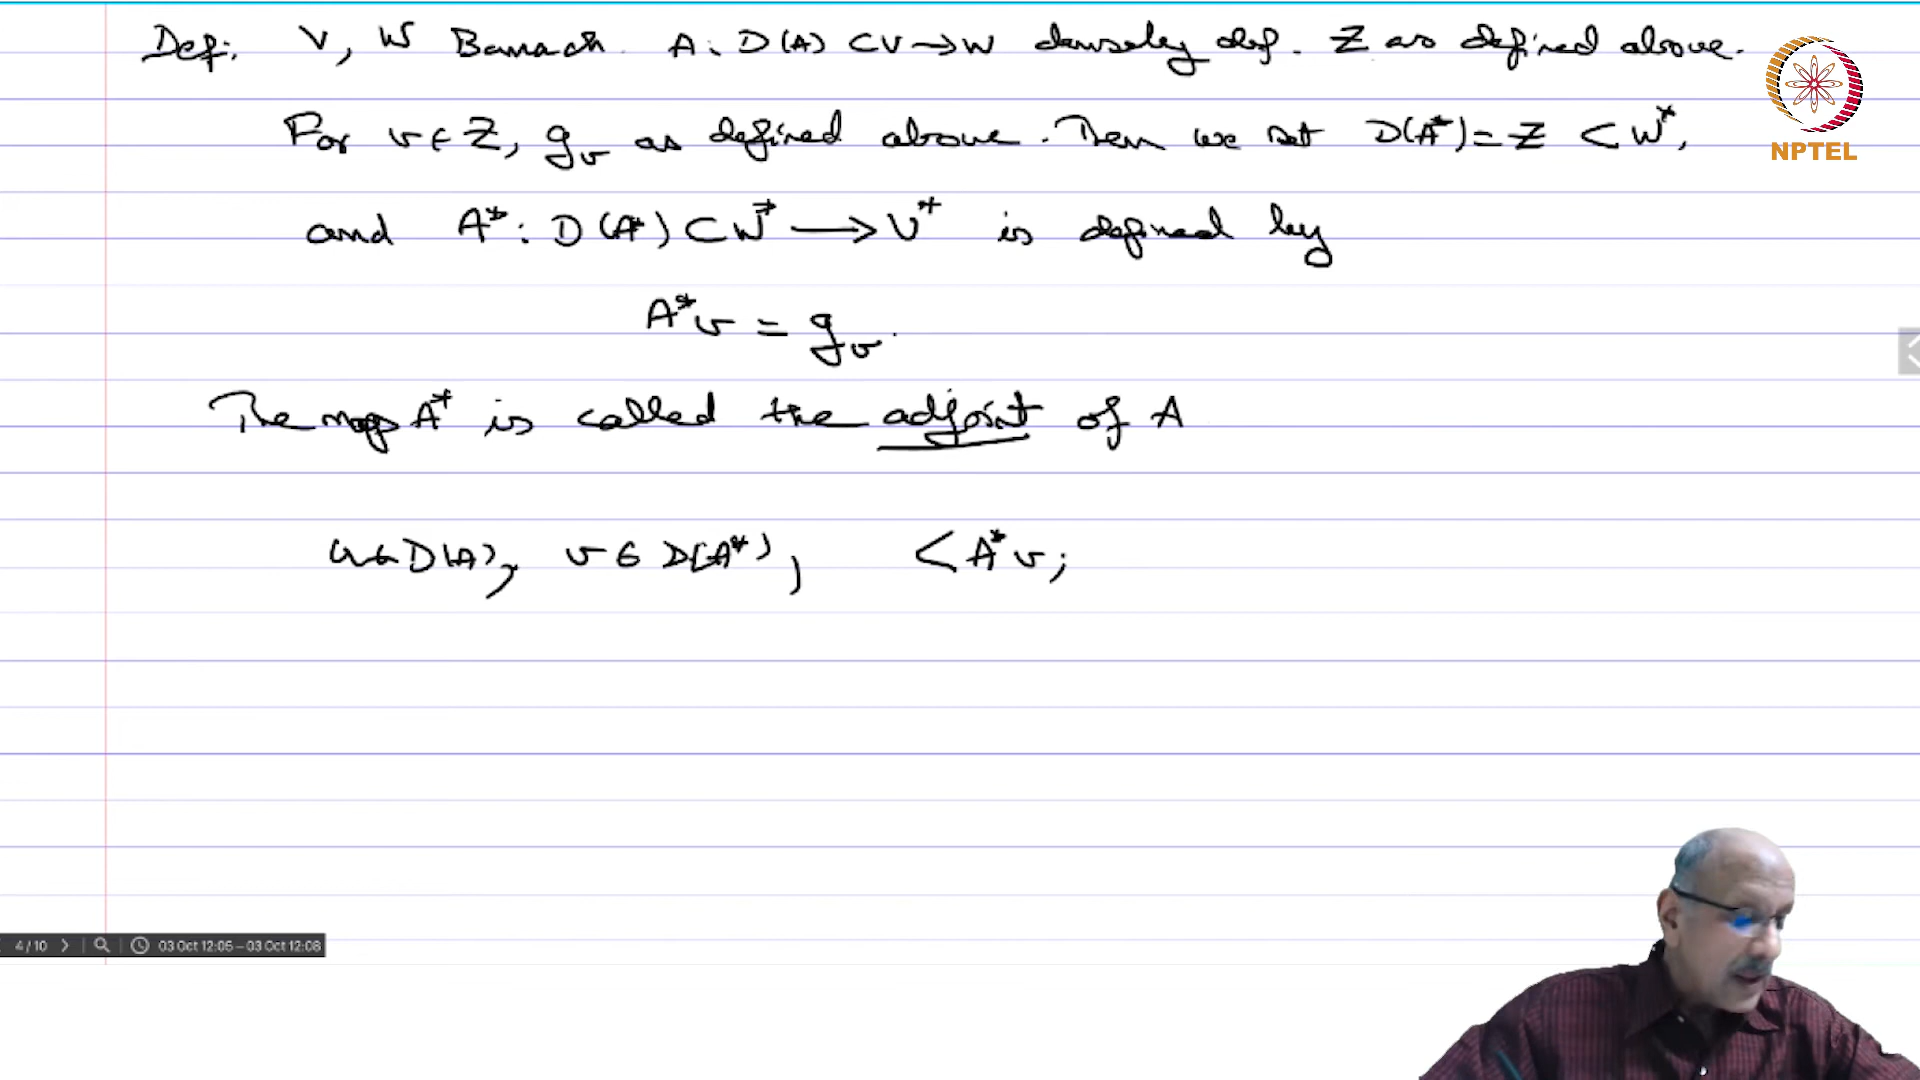 Def: V, W Banach. A: D(A) ⊂ V → W densely def. Z as defined above.
For v ∈ Z, g_v as defined above. Then we set D(A*) = Z ⊂ W*,
and A* : D(A*) ⊂ W* ⟶ V* is defined by
A*v = g_v.
The map A* is called the adjoint of A
u ∈ D(A), v ∈ D(A*), < A*v,
NPTEL
4/10 > 03 Oct 12:05 – 03 Oct 12:08